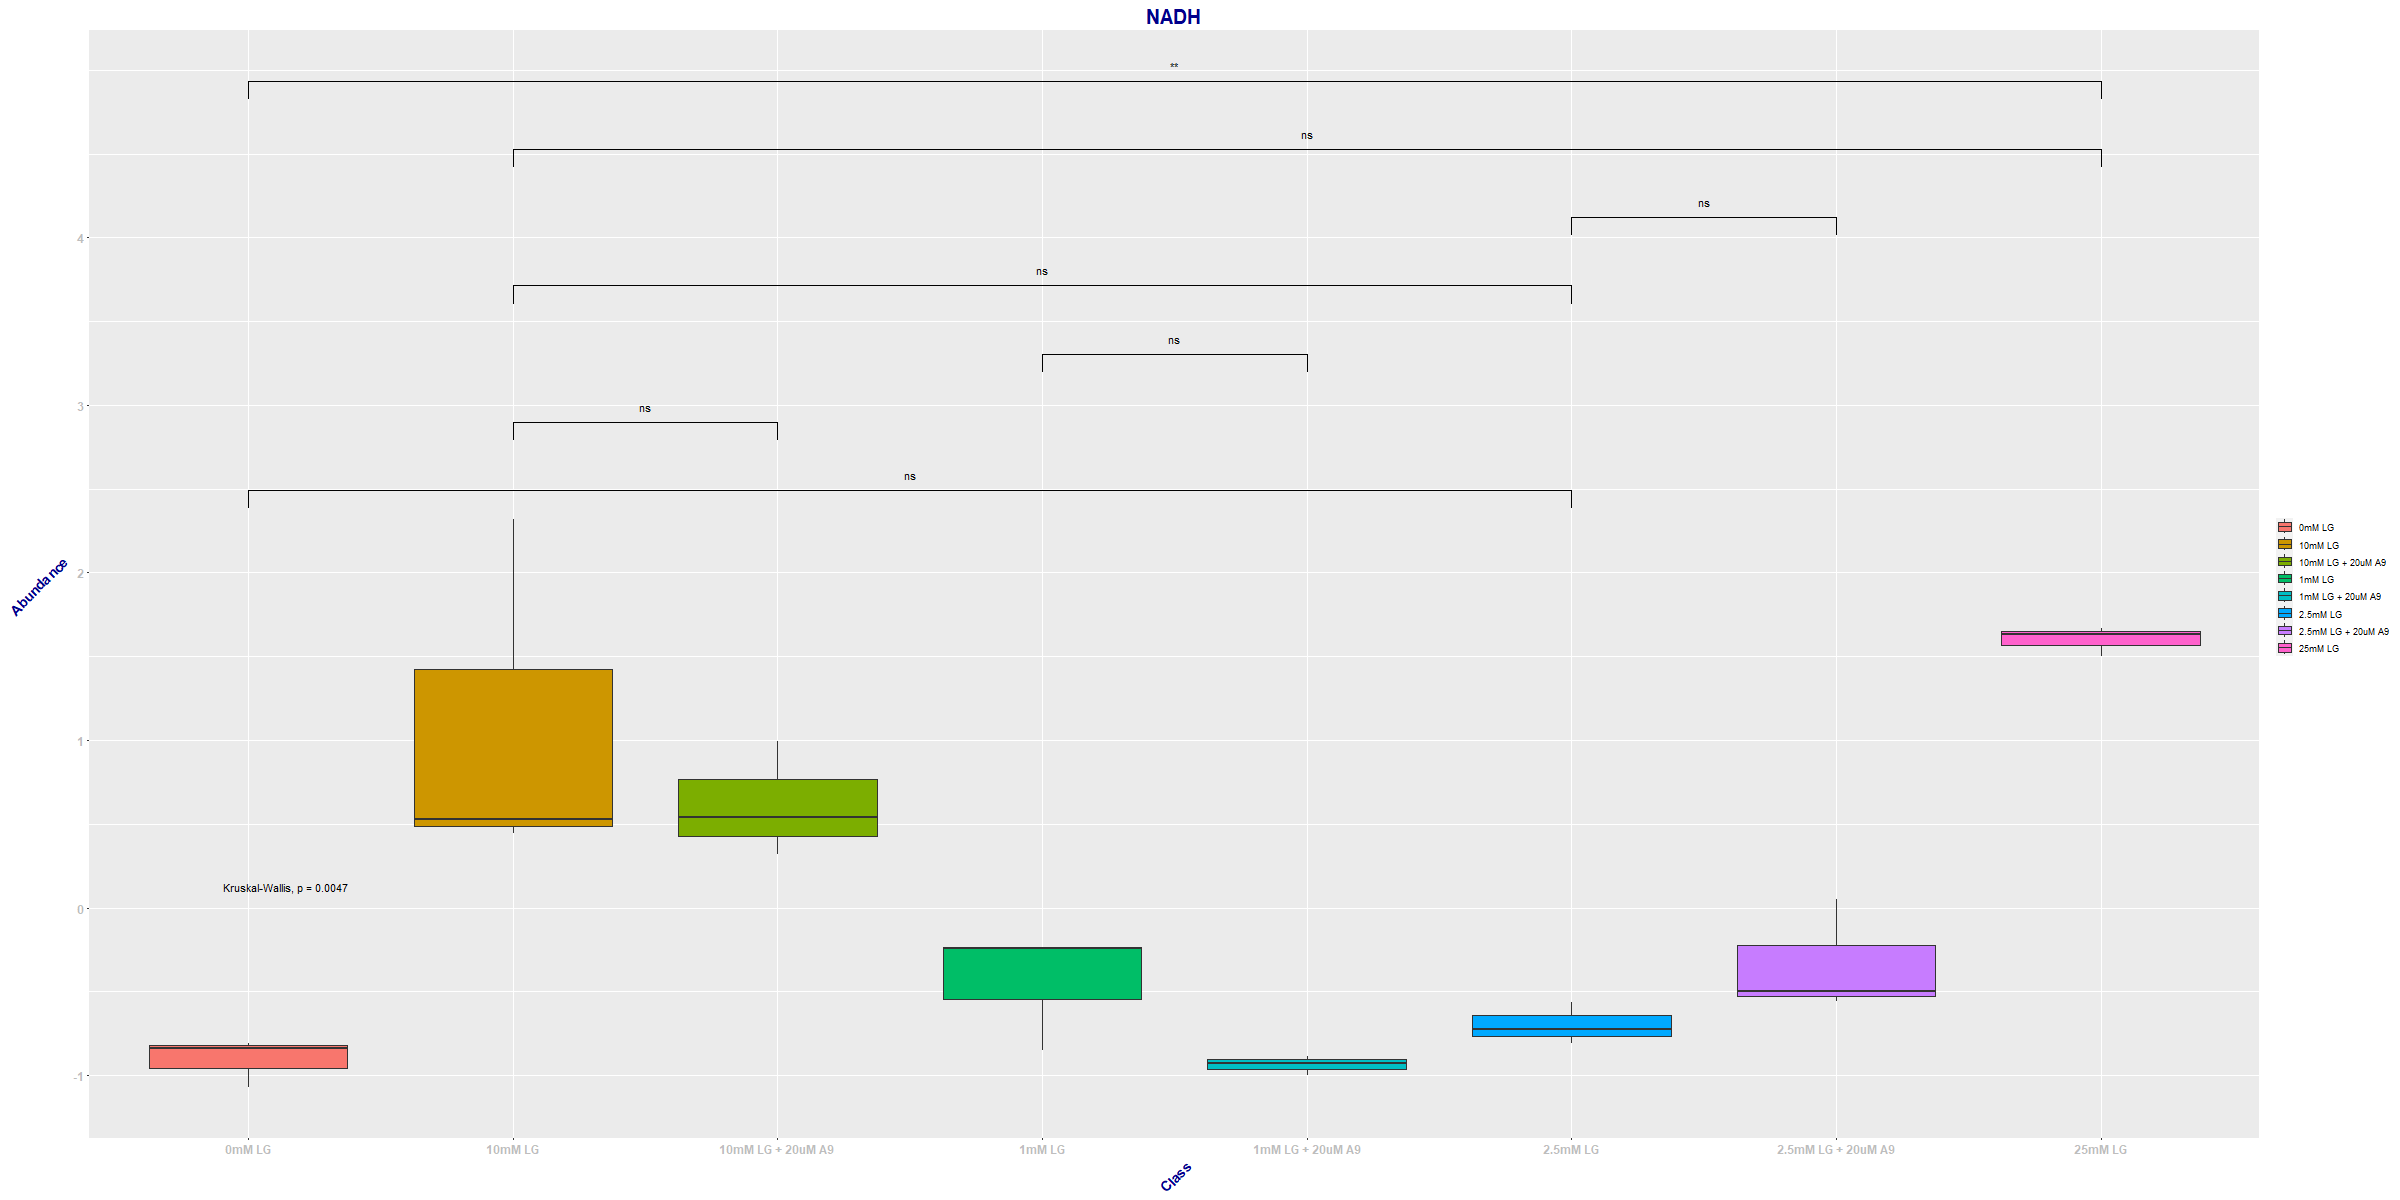 NADH
**
ns
ns
ns
ns
ns
ns
Abundance
4
3
2
1
0
-1
Kruskal-Wallis, p = 0.0047
0mM LG
10mM LG
10mM LG + 20uM A9
1mM LG
1mM LG + 20uM A9
2.5mM LG
2.5mM LG + 20uM A9
25mM LG
Class
0mM LG
10mM LG
10mM LG + 20uM A9
1mM LG
1mM LG + 20uM A9
2.5mM LG
2.5mM LG + 20uM A9
25mM LG